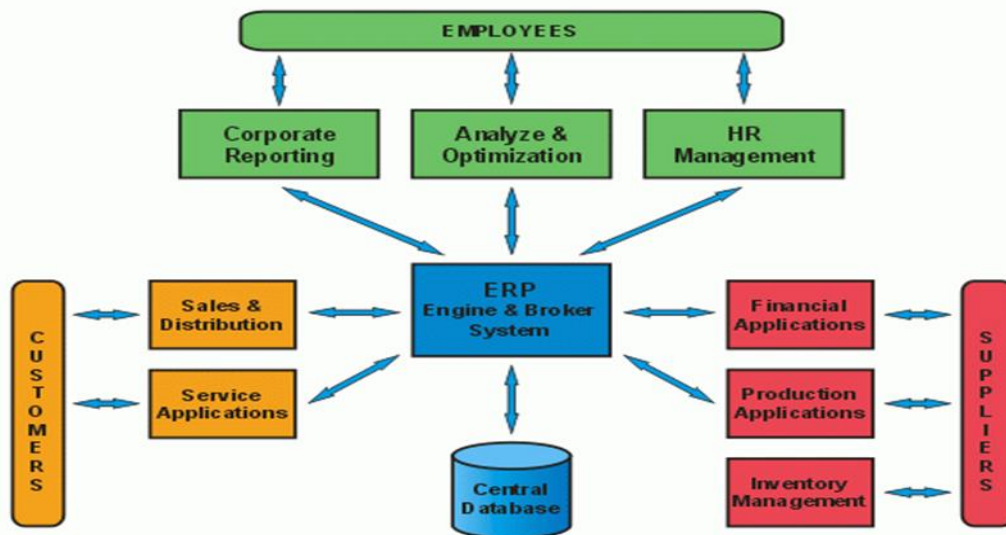 EMPLOYEES
Corporate
Reporting
Analyze &
Optimization
HR
Management
CUSTOMERS
Sales &
Distribution
Service
Applications
ERP
Engine & Broker
System
Central
Database
Financial
Applications
Production
Applications
Inventory
Management
SUPPLIERS